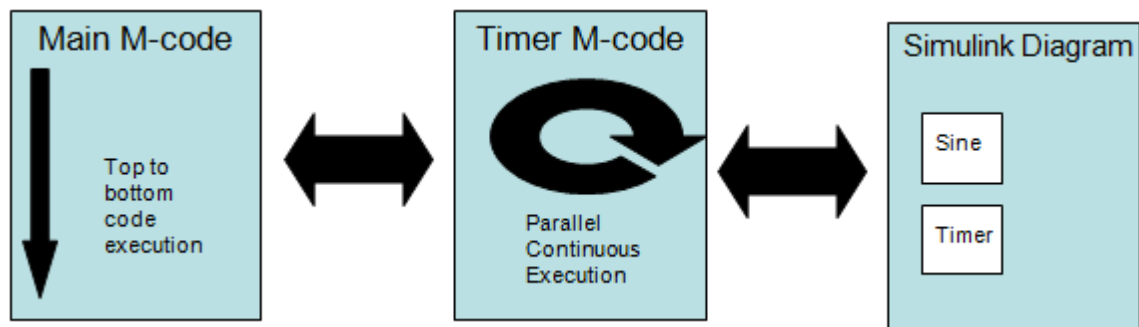 Main M-code
Top to
bottom
code
execution
Timer M-code
Parallel
Continuous
Execution
Simulink Diagram
Sine
Timer